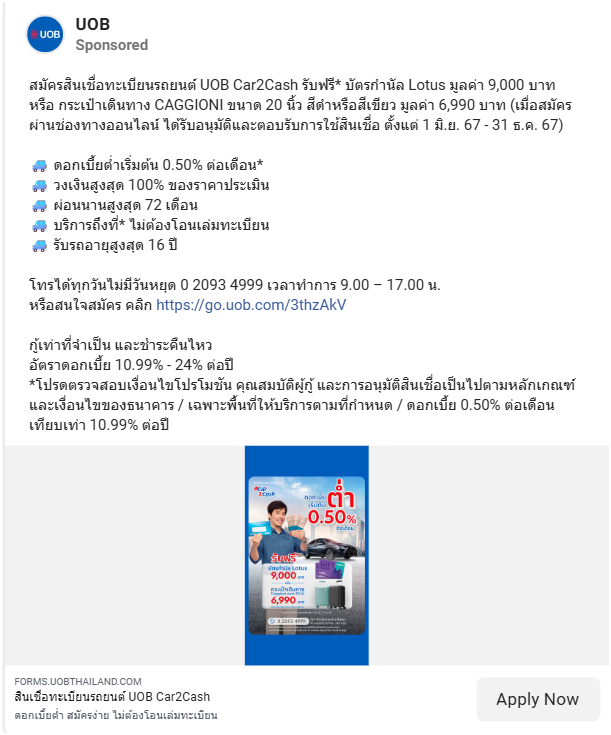 UOB
UOB
Sponsored
สมัครสินเชื่อทะเบียนรถยนต์ UOB Car2Cash รับฟรี* บัตรกำนัล Lotus มูลค่า 9,000 บาท
หรือ กระเป๋าเดินทาง CAGGIONI ขนาด 20 นิ้ว สีดำหรือสีเขียว มูลค่า 6,990 บาท (เมื่อสมัคร
ผ่านช่องทางออนไลน์ ได้รับอนุมัติและตอบรับการใช้สินเชื่อ ตั้งแต่ 1 มิ.ย. 67 - 31 ธ.ค. 67)
ดอกเบี้ยต่ำเริ่มต้น 0.50% ต่อเดือน*
วงเงินสูงสุด 100% ของราคาประเมิน
ผ่อนนานสูงสุด 72 เดือน
บริการถึงที่* ไม่ต้องโอนเล่มทะเบียน
รับรถอายุสูงสุด 16 ปี
โทรได้ทุกวันไม่มีวันหยุด 0 2093 4999 เวลาทำการ 9.00 – 17.00 น.
หรือสนใจสมัคร คลิก https://go.uob.com/3thzAkV
กู้เท่าที่จำเป็น และชำระคืนไหว
อัตราดอกเบี้ย 10.99% - 24% ต่อปี
*โปรดตรวจสอบเงื่อนไขโปรโมชัน คุณสมบัติผู้กู้ และการอนุมัติสินเชื่อเป็นไปตามหลักเกณฑ์
และเงื่อนไขของธนาคาร / เฉพาะพื้นที่ให้บริการตามที่กำหนด / ดอกเบี้ย 0.50% ต่อเดือน
เทียบเท่า 10.99% ต่อปี
Car
2Cash
ดอกเบี้ย
เริ่มต้น
ต่ำ
0.50%
ต่อเดือน
รับฟรี
บัตรกำนัล Lotus
9,000 บาท
กระเป๋าเดินทาง
6,990 บาท
0 2093 4999
FORMS.UOBTHAILAND.COM
สินเชื่อทะเบียนรถยนต์ UOB Car2Cash
ดอกเบี้ยต่ำ สมัครง่าย ไม่ต้องโอนเล่มทะเบียน
Apply Now